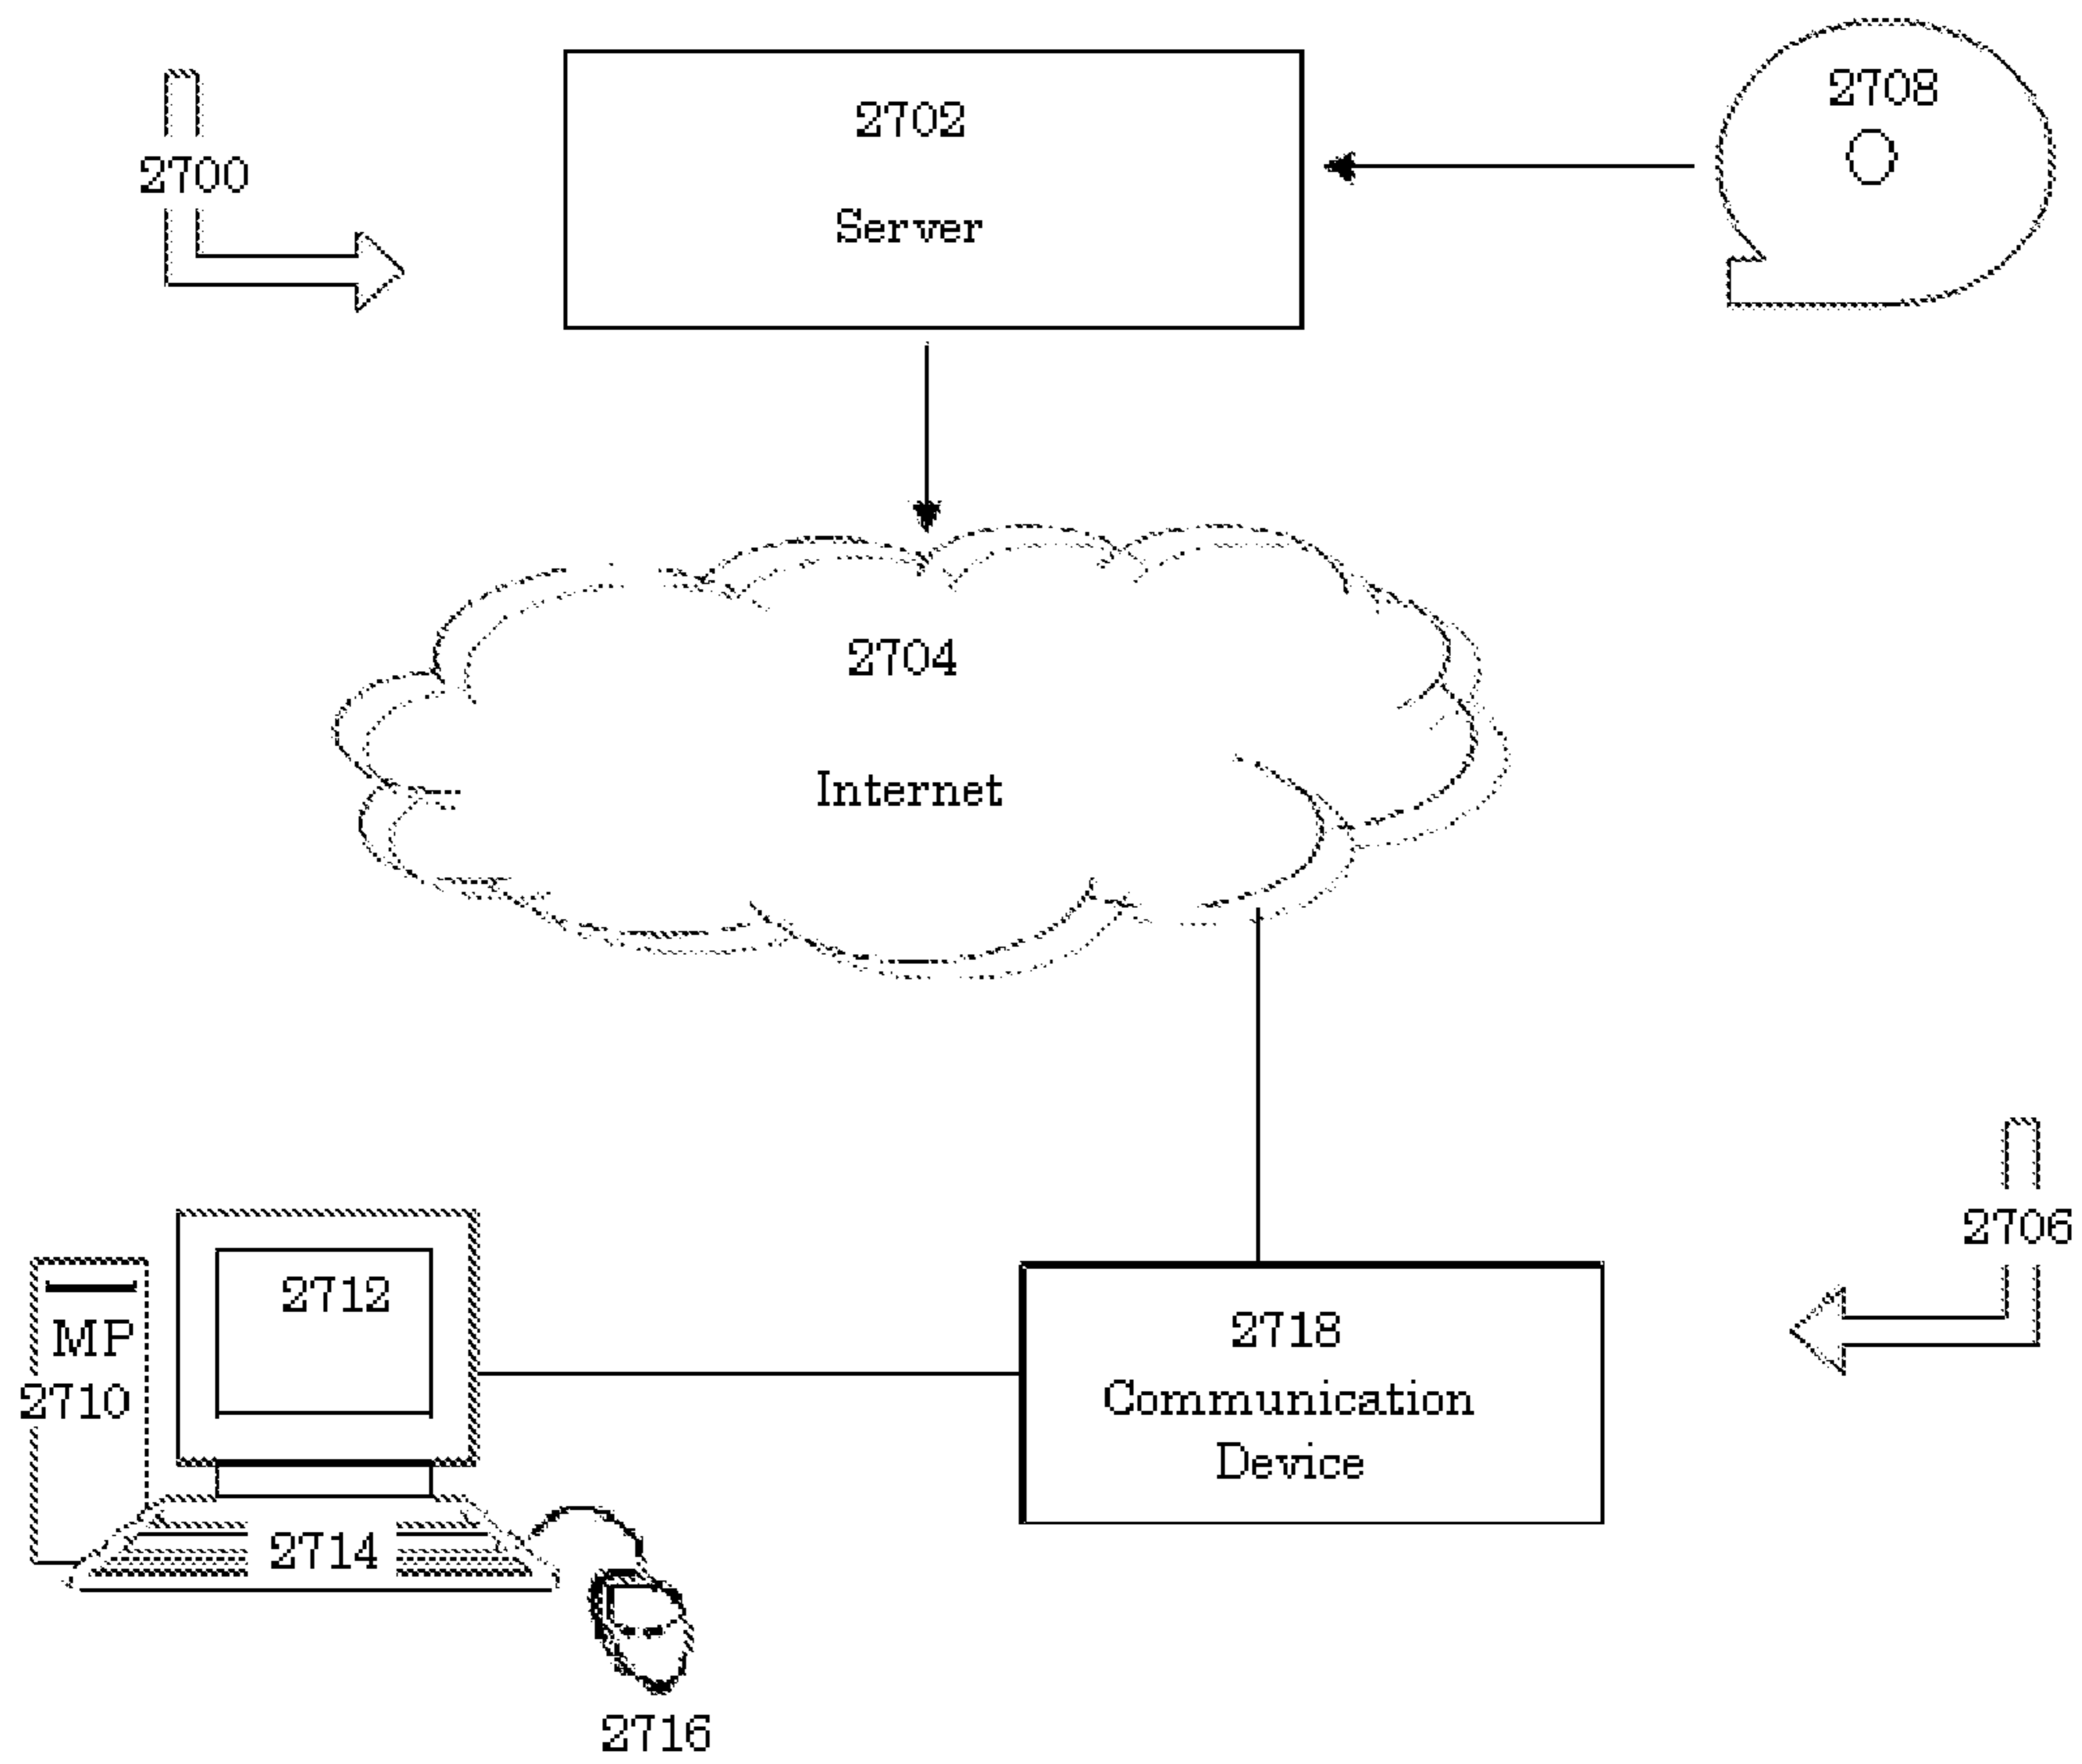 2700
2702
Server
2708
2704
Internet
2706
2712
MP
2710
2718
Communication
Device
2714
2716